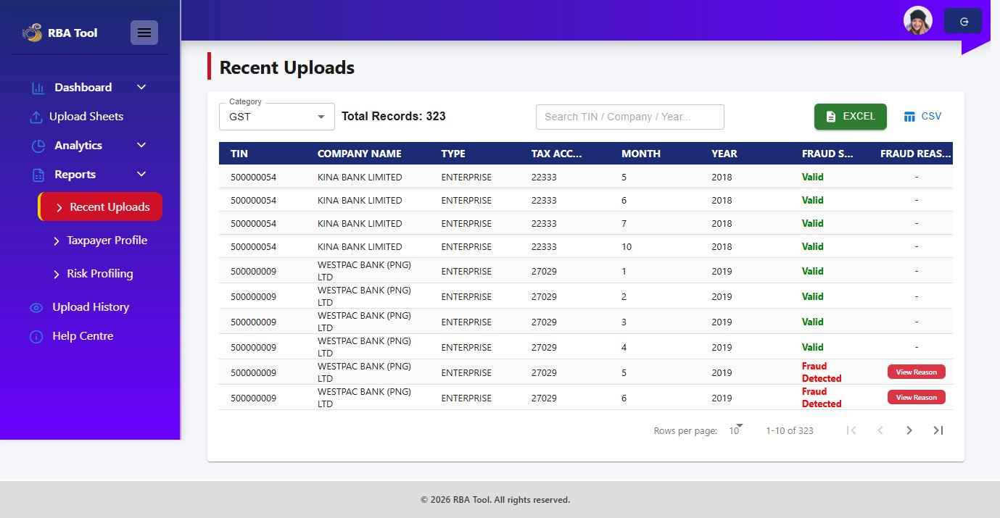 RBA Tool
Dashboard
Upload Sheets
Analytics
Reports
Recent Uploads
Taxpayer Profile
Risk Profiling
Upload History
Help Centre
Recent Uploads
Category
GST
Total Records: 323
Search TIN / Company / Year...
EXCEL
CSV
TIN COMPANY NAME TYPE TAX ACC... MONTH YEAR FRAUD S... FRAUD REAS...
500000054 KINA BANK LIMITED ENTERPRISE 22333 5 2018 Valid -
500000054 KINA BANK LIMITED ENTERPRISE 22333 6 2018 Valid -
500000054 KINA BANK LIMITED ENTERPRISE 22333 7 2018 Valid -
500000054 KINA BANK LIMITED ENTERPRISE 22333 10 2018 Valid -
500000009 WESTPAC BANK (PNG) LTD ENTERPRISE 27029 1 2019 Valid -
500000009 WESTPAC BANK (PNG) LTD ENTERPRISE 27029 2 2019 Valid -
500000009 WESTPAC BANK (PNG) LTD ENTERPRISE 27029 3 2019 Valid -
500000009 WESTPAC BANK (PNG) LTD ENTERPRISE 27029 4 2019 Valid -
500000009 WESTPAC BANK (PNG) LTD ENTERPRISE 27029 5 2019 Fraud Detected View Reason
500000009 WESTPAC BANK (PNG) LTD ENTERPRISE 27029 6 2019 Fraud Detected View Reason
Rows per page: 10 1-10 of 323
© 2026 RBA Tool. All rights reserved.